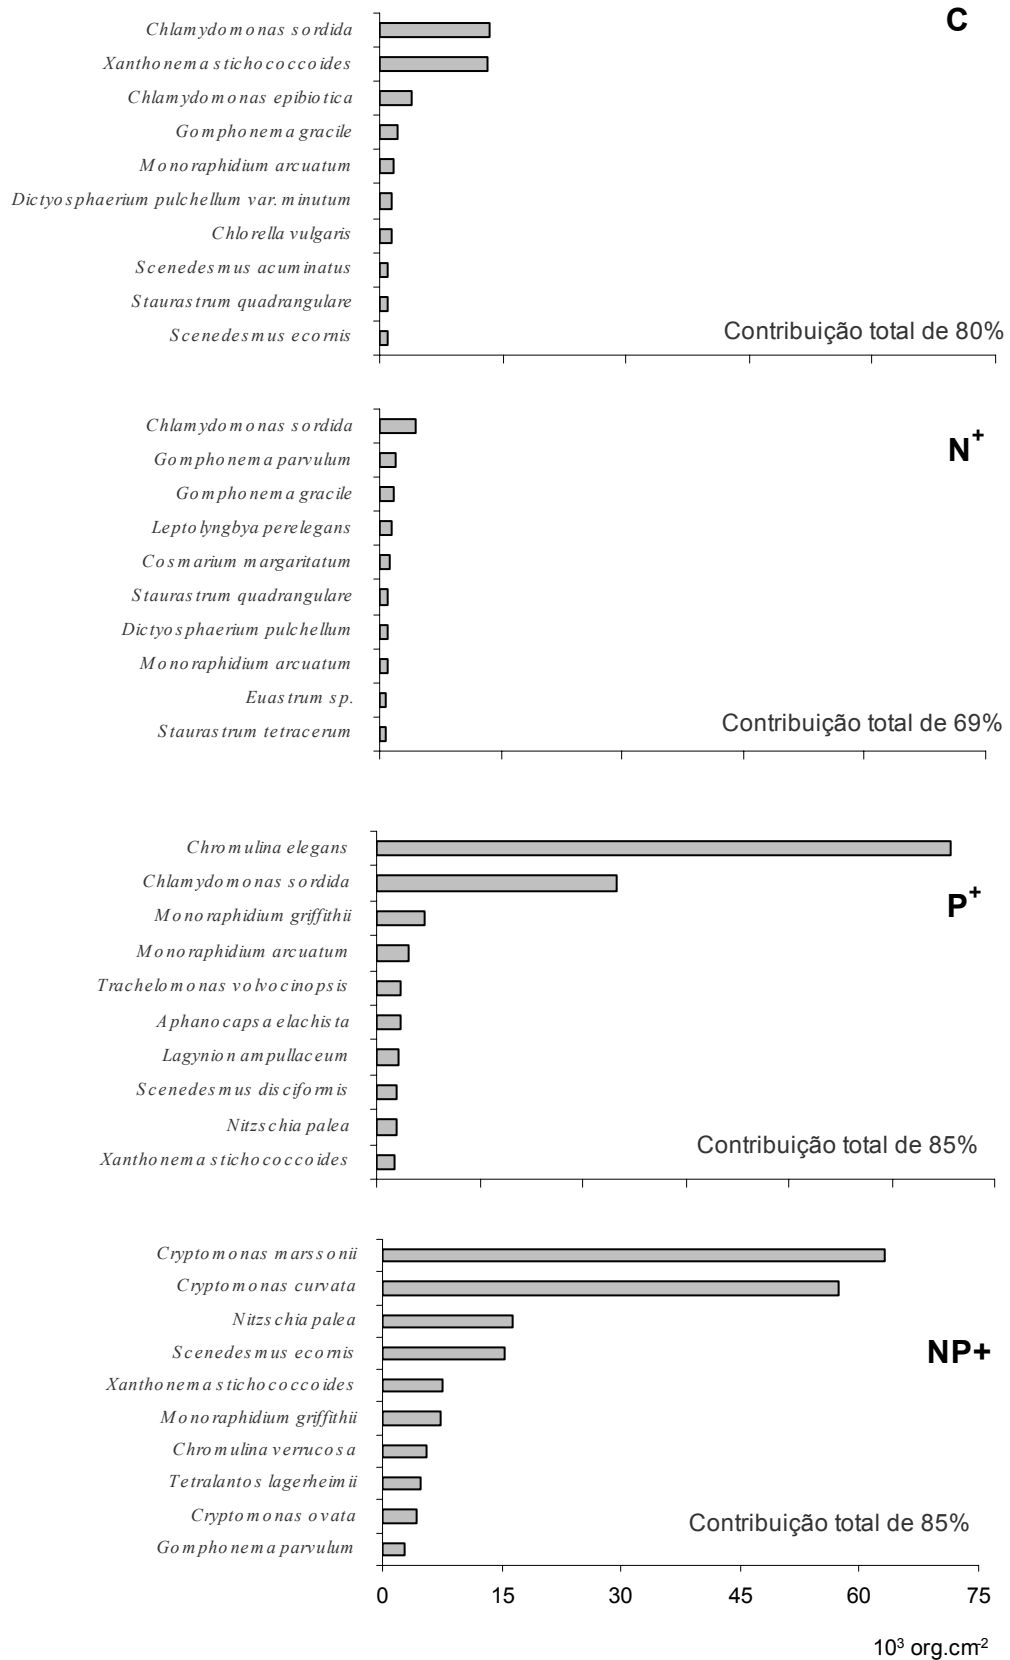 C
Chlamydomonas sordida
Xanthonema stichococcoides
Chlamydomonas epibiotica
Gomphonema gracile
Monoraphidium arcuatum
Dictyosphaerium pulchellum var. minutum
Chlorella vulgaris
Scenedesmus acuminatus
Staurastrum quadrangulare
Scenedesmus ecornis
Contribuição total de 80%
Chlamydomonas sordida
N⁺
Gomphonema parvulum
Gomphonema gracile
Leptolyngbya perelegans
Cosmarium margaritatum
Staurastrum quadrangulare
Dictyosphaerium pulchellum
Monoraphidium arcuatum
Euastrum sp.
Staurastrum tetracerum
Contribuição total de 69%
Chromulina elegans
Chlamydomonas sordida
P⁺
Monoraphidium griffithii
Monoraphidium arcuatum
Trachelomonas volvocinopsis
Aphanocapsa elachista
Lagynion ampullaceum
Scenedesmus disciformis
Nitzschia palea
Xanthonema stichococcoides
Contribuição total de 85%
Cryptomonas marssonii
Cryptomonas curvata
Nitzschia palea
Scenedesmus ecornis
NP+
Xanthonema stichococcoides
Monoraphidium griffithii
Chromulina verrucosa
Tetralantos lagerheimii
Cryptomonas ovata
Gomphonema parvulum
Contribuição total de 85%
0 15 30 45 60 75
10³ org.cm⁻²